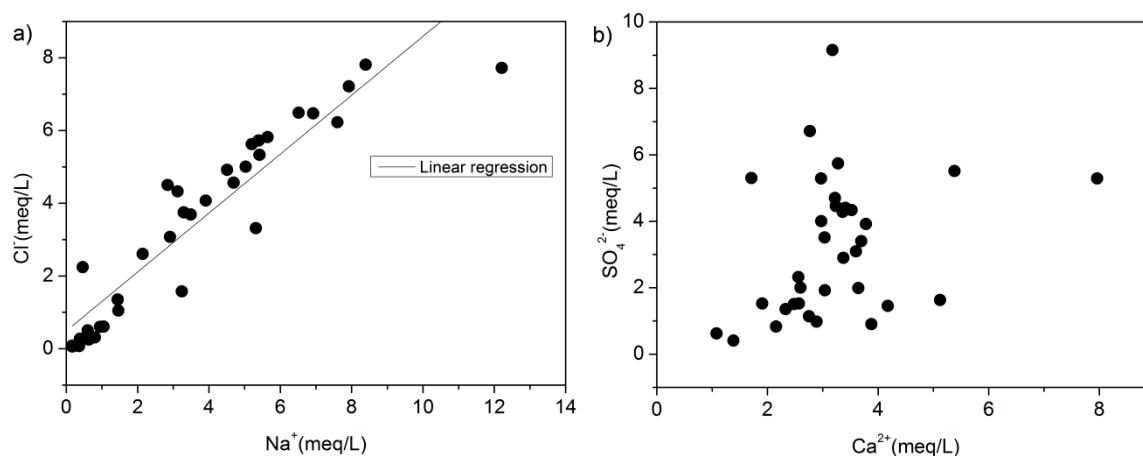 a)
8
6
4
2
0
Cl⁻(meq/L)
0 2 4 6 8 10 12 14
Na⁺(meq/L)
Linear regression
b)
10
8
6
4
2
0
SO₄²⁻(meq/L)
0 2 4 6 8
Ca²⁺(meq/L)